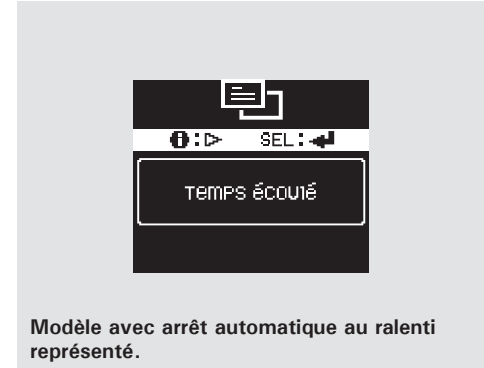 i:▷ SEL:↵
TEMPS éCOUlé
Modèle avec arrêt automatique au ralenti
représenté.